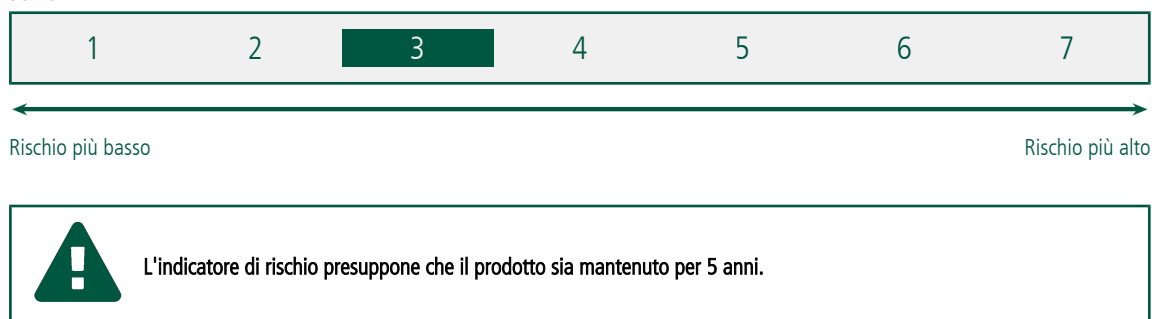 1 2 3 4 5 6 7
Rischio più basso Rischio più alto
L'indicatore di rischio presuppone che il prodotto sia mantenuto per 5 anni.